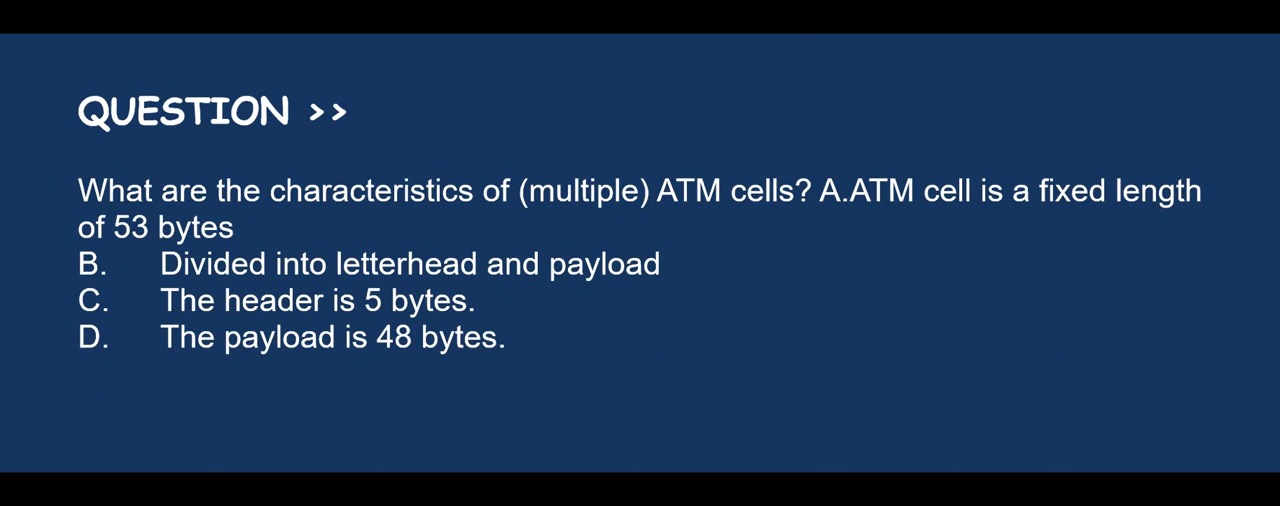 QUESTION >>
What are the characteristics of (multiple) ATM cells? A.ATM cell is a fixed length
of 53 bytes
B. Divided into letterhead and payload
C. The header is 5 bytes.
D. The payload is 48 bytes.